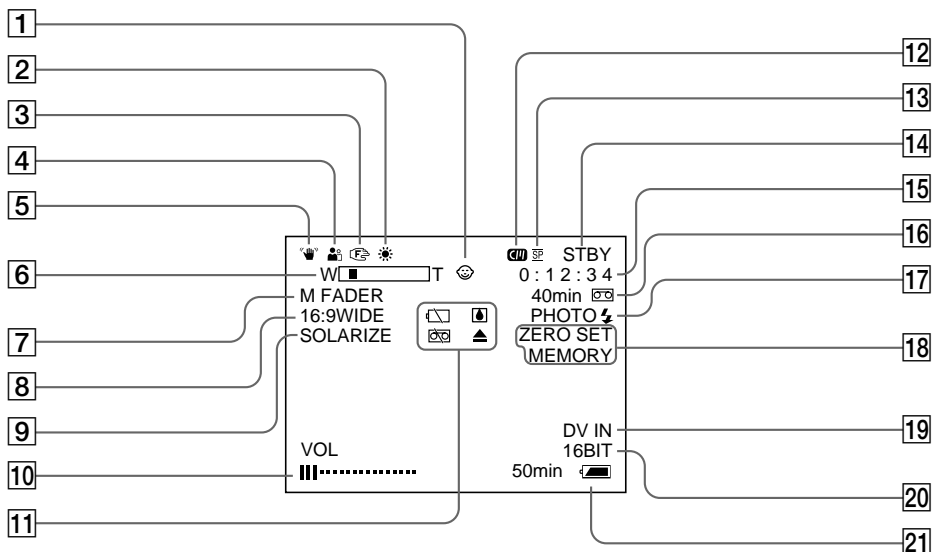 1
2
3
4
5
6
7
8
9
10
11
12
13
14
15
16
17
18
19
20
21
W T
M FADER
16:9WIDE
SOLARIZE
VOL
SP STBY
0:12:34
40min
PHOTO
ZERO SET
MEMORY
DV IN
16BIT
50min